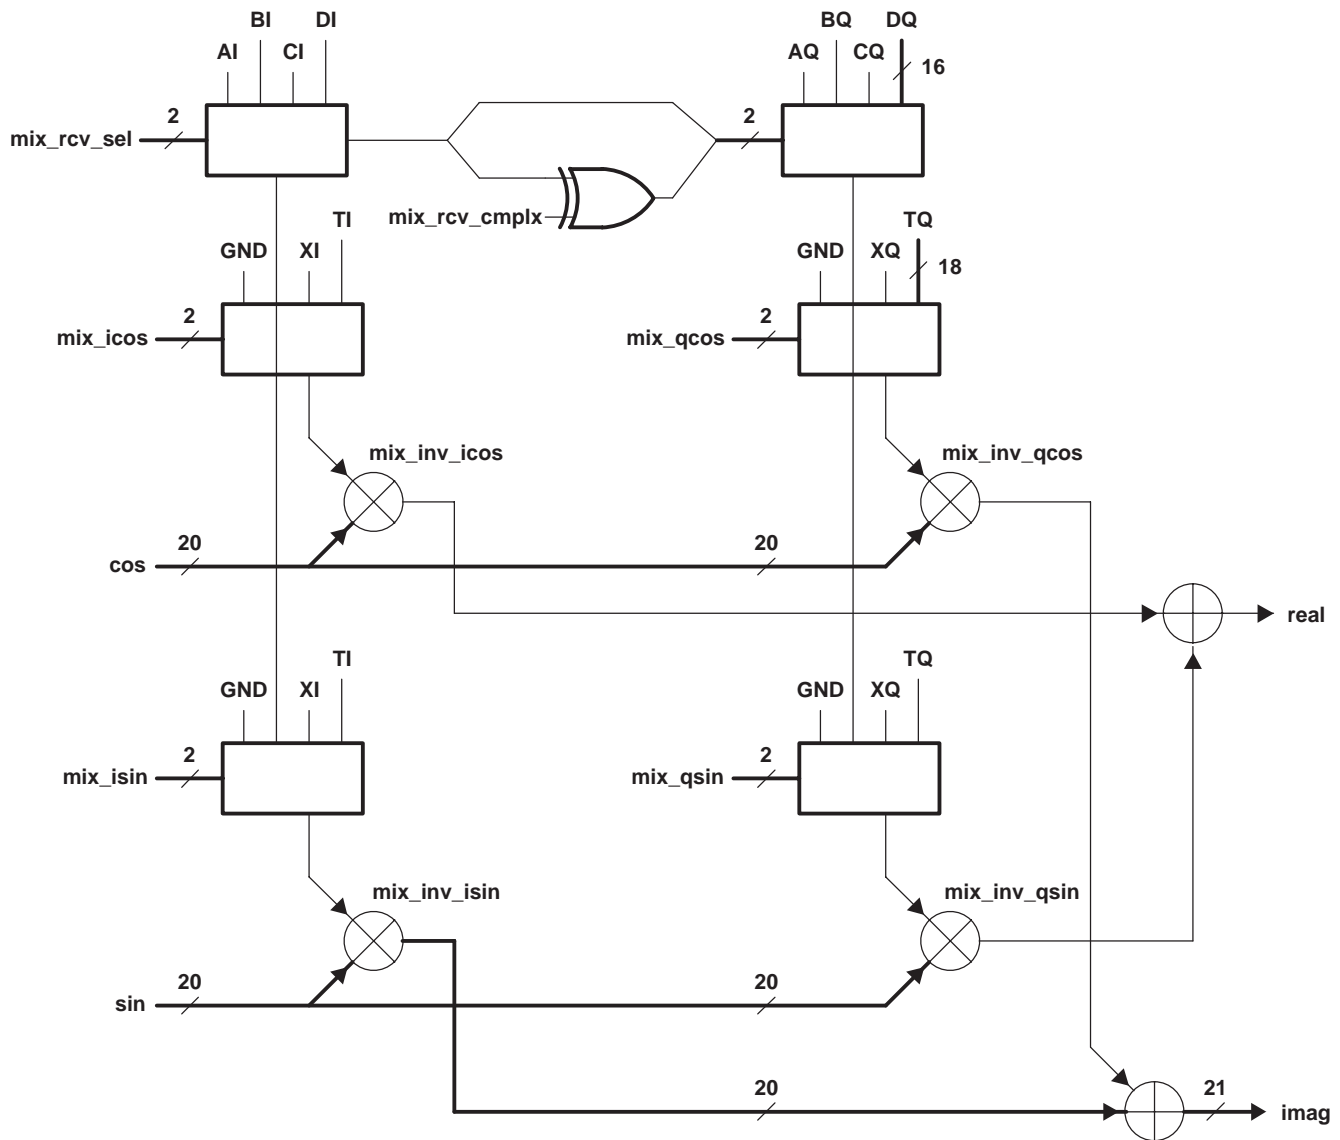 BI DI BQ DQ
AI CI AQ CQ 16
2 2
mix_rcv_sel
mix_rcv_cmplx
TI TQ
GND XI GND XQ 18
2 2
mix_icos mix_qcos
mix_inv_icos mix_inv_qcos
20 20
cos
real
TI TQ
GND XI GND XQ
2 2
mix_isin mix_qsin
mix_inv_isin mix_inv_qsin
20 20
sin
20 21
imag